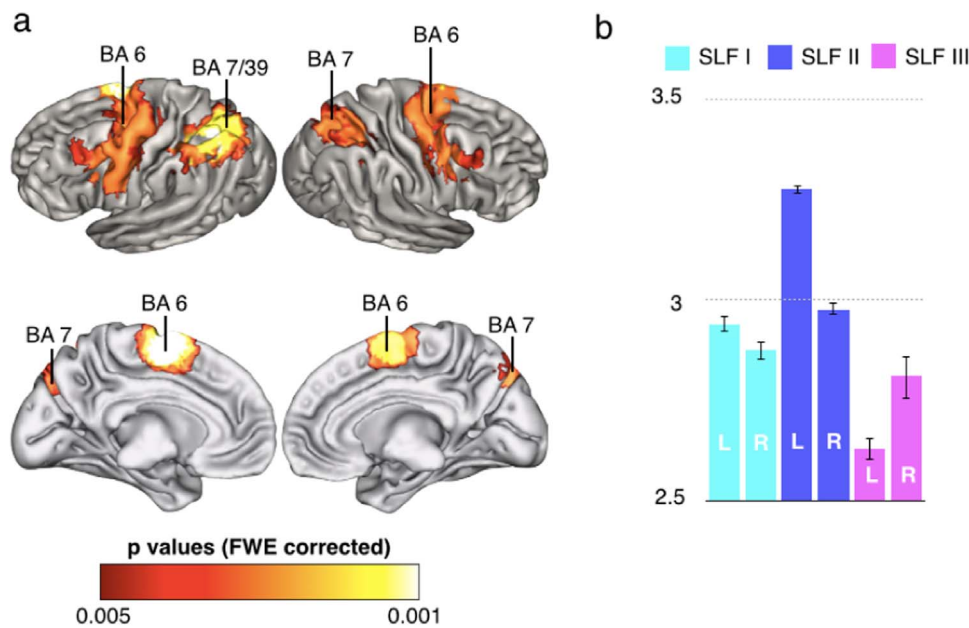 a
BA 6
BA 7/39
BA 7
BA 6
BA 7
BA 6
BA 6
BA 7
p values (FWE corrected)
0.005
0.001
b
SLF I
SLF II
SLF III
3.5
3
2.5
L
R
L
R
L
R